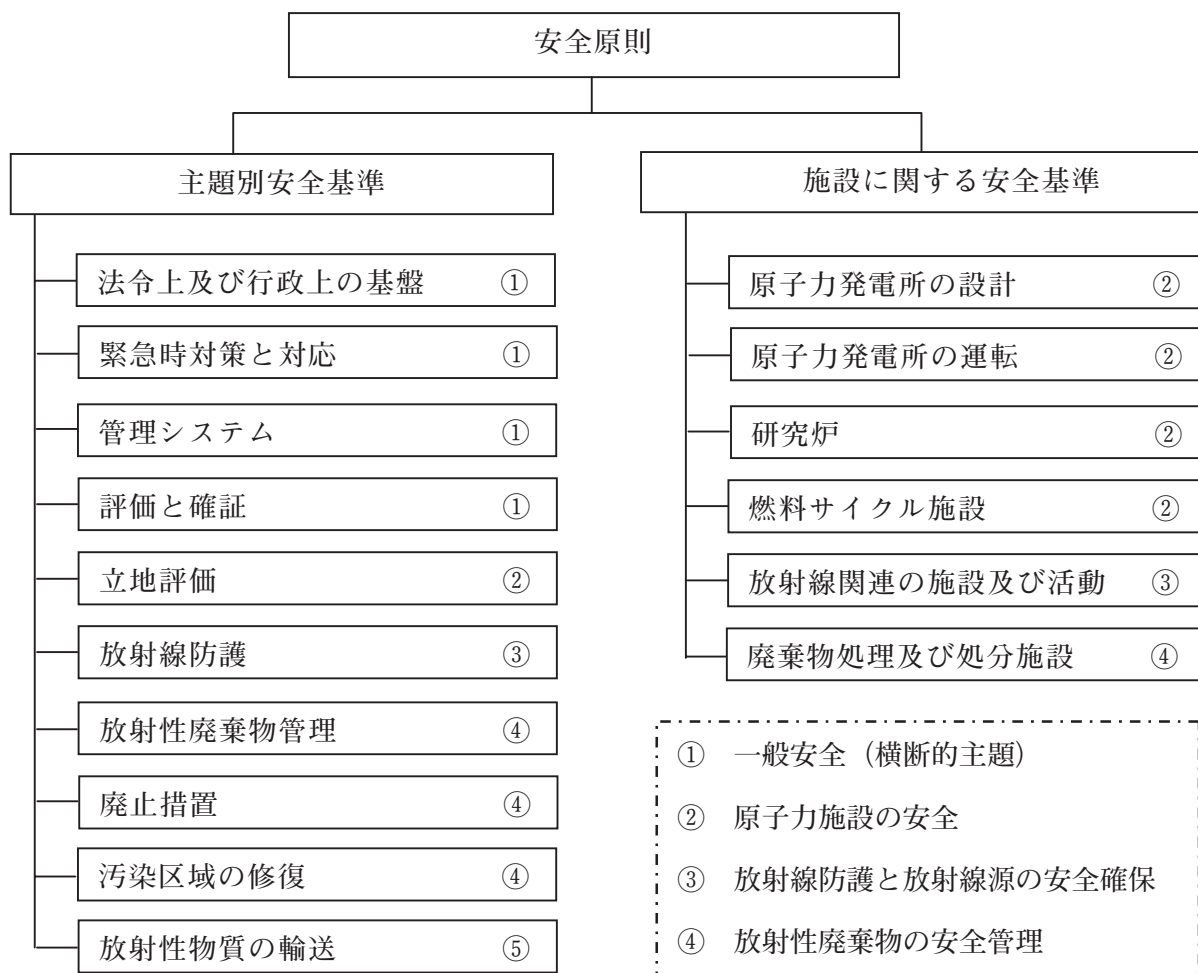 安全原則
主題別安全基準
法令上及び行政上の基盤 ①
緊急時対策と対応 ①
管理システム ①
評価と確証 ①
立地評価 ②
放射線防護 ③
放射性廃棄物管理 ④
廃止措置 ④
汚染区域の修復 ④
放射性物質の輸送 ⑤
施設に関する安全基準
原子力発電所の設計 ②
原子力発電所の運転 ②
研究炉 ②
燃料サイクル施設 ②
放射線関連の施設及び活動 ③
廃棄物処理及び処分施設 ④
① 一般安全（横断的主題）
② 原子力施設の安全
③ 放射線防護と放射線源の安全確保
④ 放射性廃棄物の安全管理